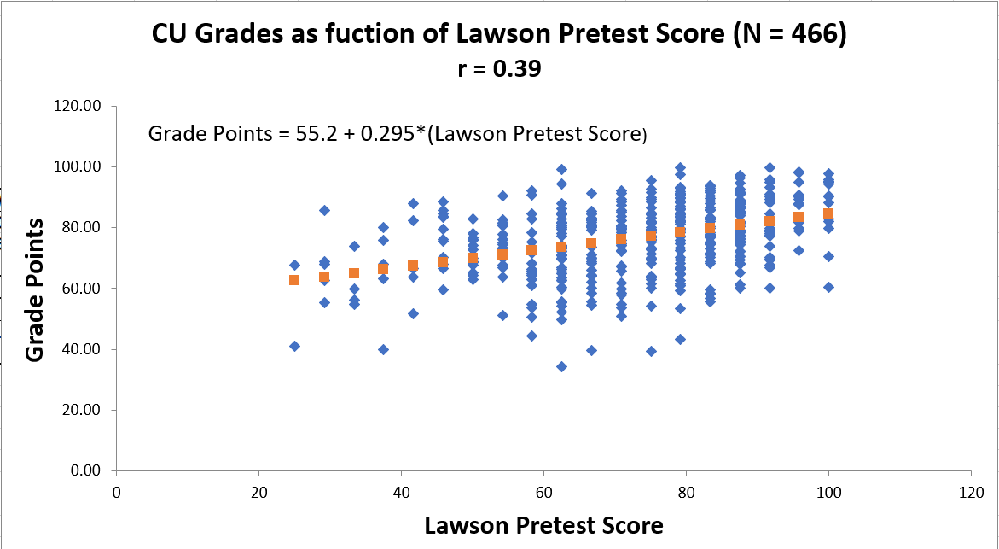 CU Grades as fuction of Lawson Pretest Score (N = 466)
r = 0.39
Grade Points = 55.2 + 0.295*(Lawson Pretest Score)
Grade Points
120.00
100.00
80.00
60.00
40.00
20.00
0.00
0 20 40 60 80 100 120
Lawson Pretest Score